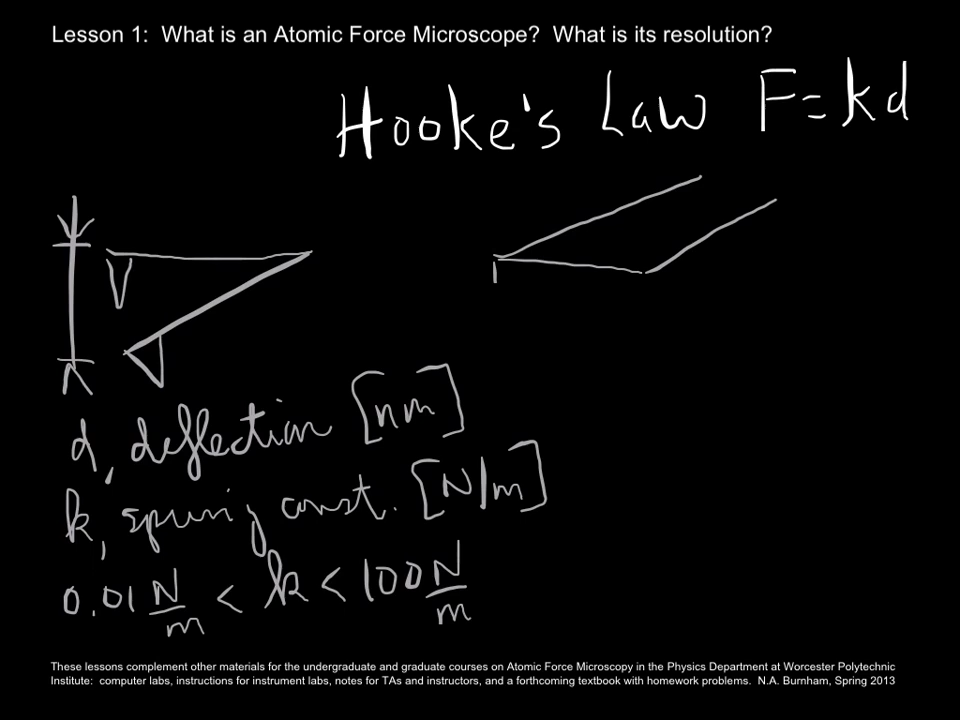 Lesson 1: What is an Atomic Force Microscope? What is its resolution?
Hooke's Law F=kd
d, deflection [nm]
k, spring const. [N/m]
0.01 N/m < k < 100 N/m
These lessons complement other materials for the undergraduate and graduate courses on Atomic Force Microscopy in the Physics Department at Worcester Polytechnic
Institute: computer labs, instructions for instrument labs, notes for TAs and instructors, and a forthcoming textbook with homework problems. N.A. Burnham, Spring 2013